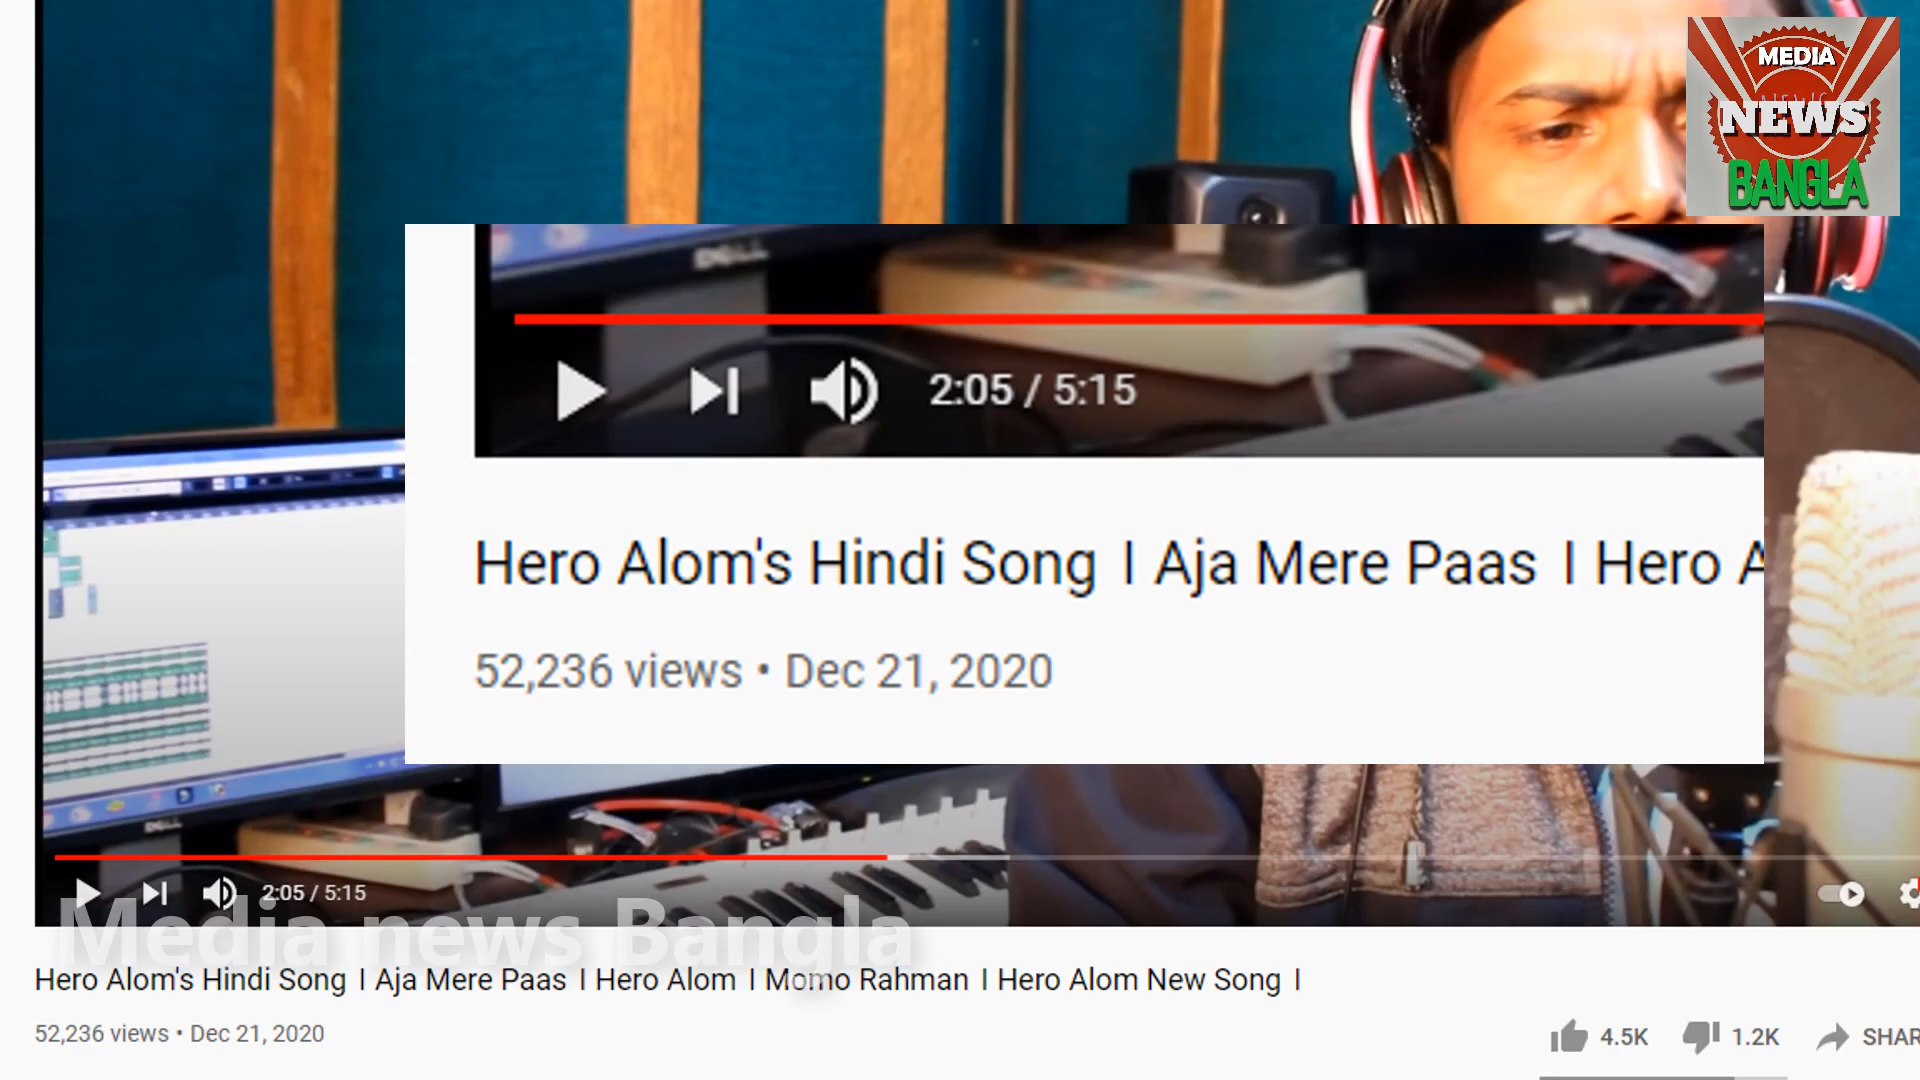 MEDIA
NEWS
BANGLA
DELL
2:05 / 5:15
Hero Alom's Hindi Song I Aja Mere Paas I Hero A
52,236 views • Dec 21, 2020
DELL
2:05 / 5:15
Media news Bangla
Hero Alom's Hindi Song I Aja Mere Paas I Hero Alom I Momo Rahman I Hero Alom New Song I
52,236 views • Dec 21, 2020
4.5K
1.2K
SHAR